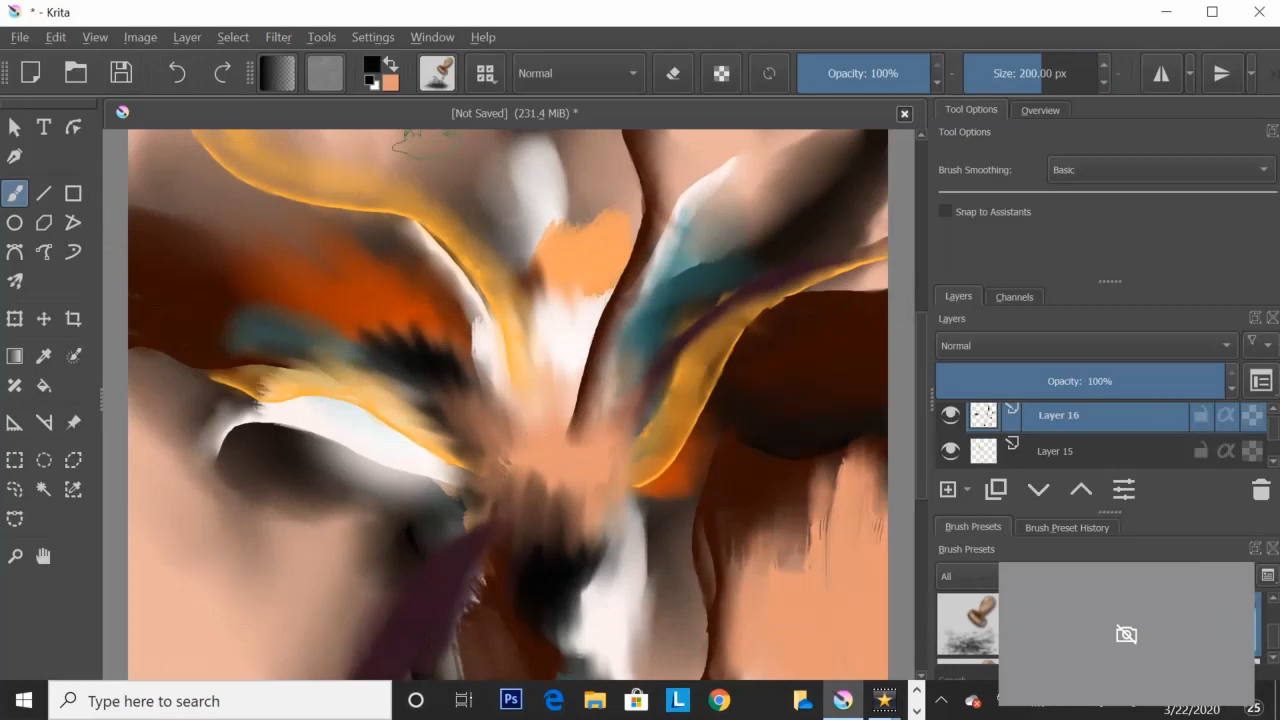 * - Krita
File Edit View Image Layer Select Filter Tools Settings Window Help
Normal Opacity: 100% Size: 200.00 px
[Not Saved] (231.4 MiB) *
Tool Options Overview
Tool Options
Brush Smoothing: Basic
Snap to Assistants
Layers Channels
Layers
Normal
Opacity: 100%
Layer 16
Layer 15
Brush Presets Brush Preset History
Brush Presets
All
Type here to search
Ps
L
3/22/2020
25